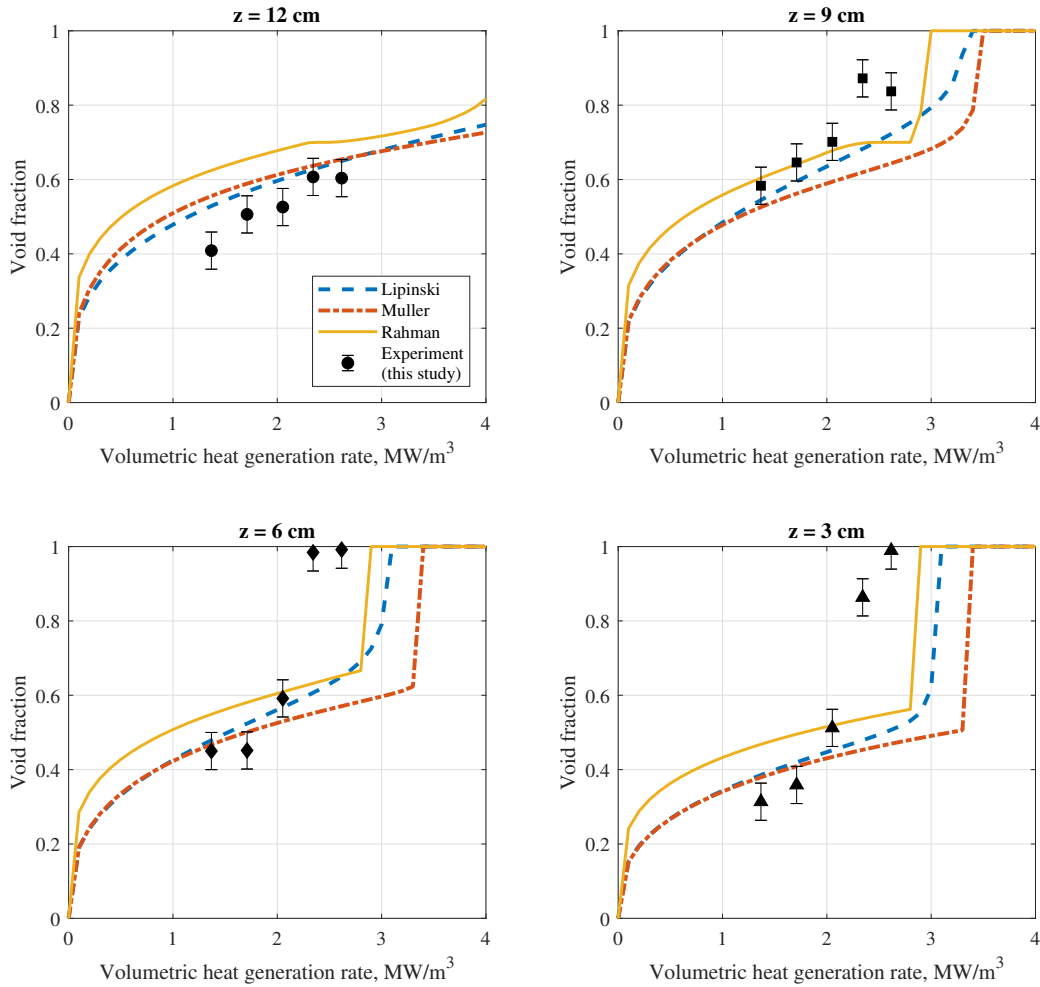 z = 12 cm
1
0.8
0.6
0.4
0.2
0
Void fraction
Lipinski
Muller
Rahman
Experiment
(this study)
0 1 2 3 4
Volumetric heat generation rate, MW/m³
z = 9 cm
1
0.8
0.6
0.4
0.2
0
Void fraction
0 1 2 3 4
Volumetric heat generation rate, MW/m³
z = 6 cm
1
0.8
0.6
0.4
0.2
0
Void fraction
0 1 2 3 4
Volumetric heat generation rate, MW/m³
z = 3 cm
1
0.8
0.6
0.4
0.2
0
Void fraction
0 1 2 3 4
Volumetric heat generation rate, MW/m³